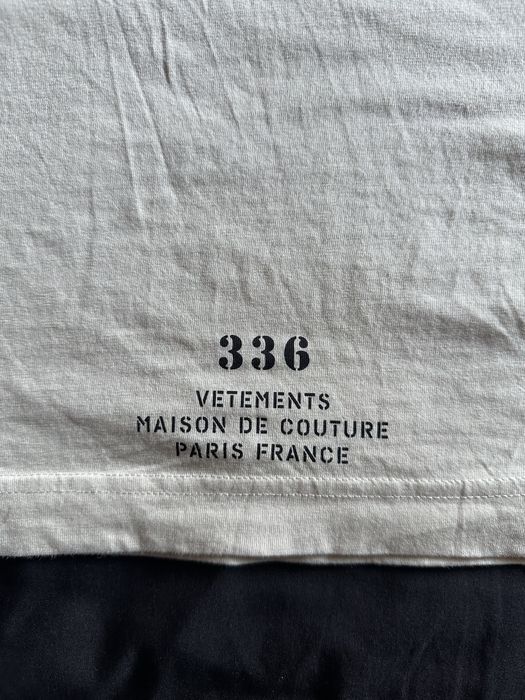 336
VETEMENTS
MAISON DE COUTURE
PARIS FRANCE